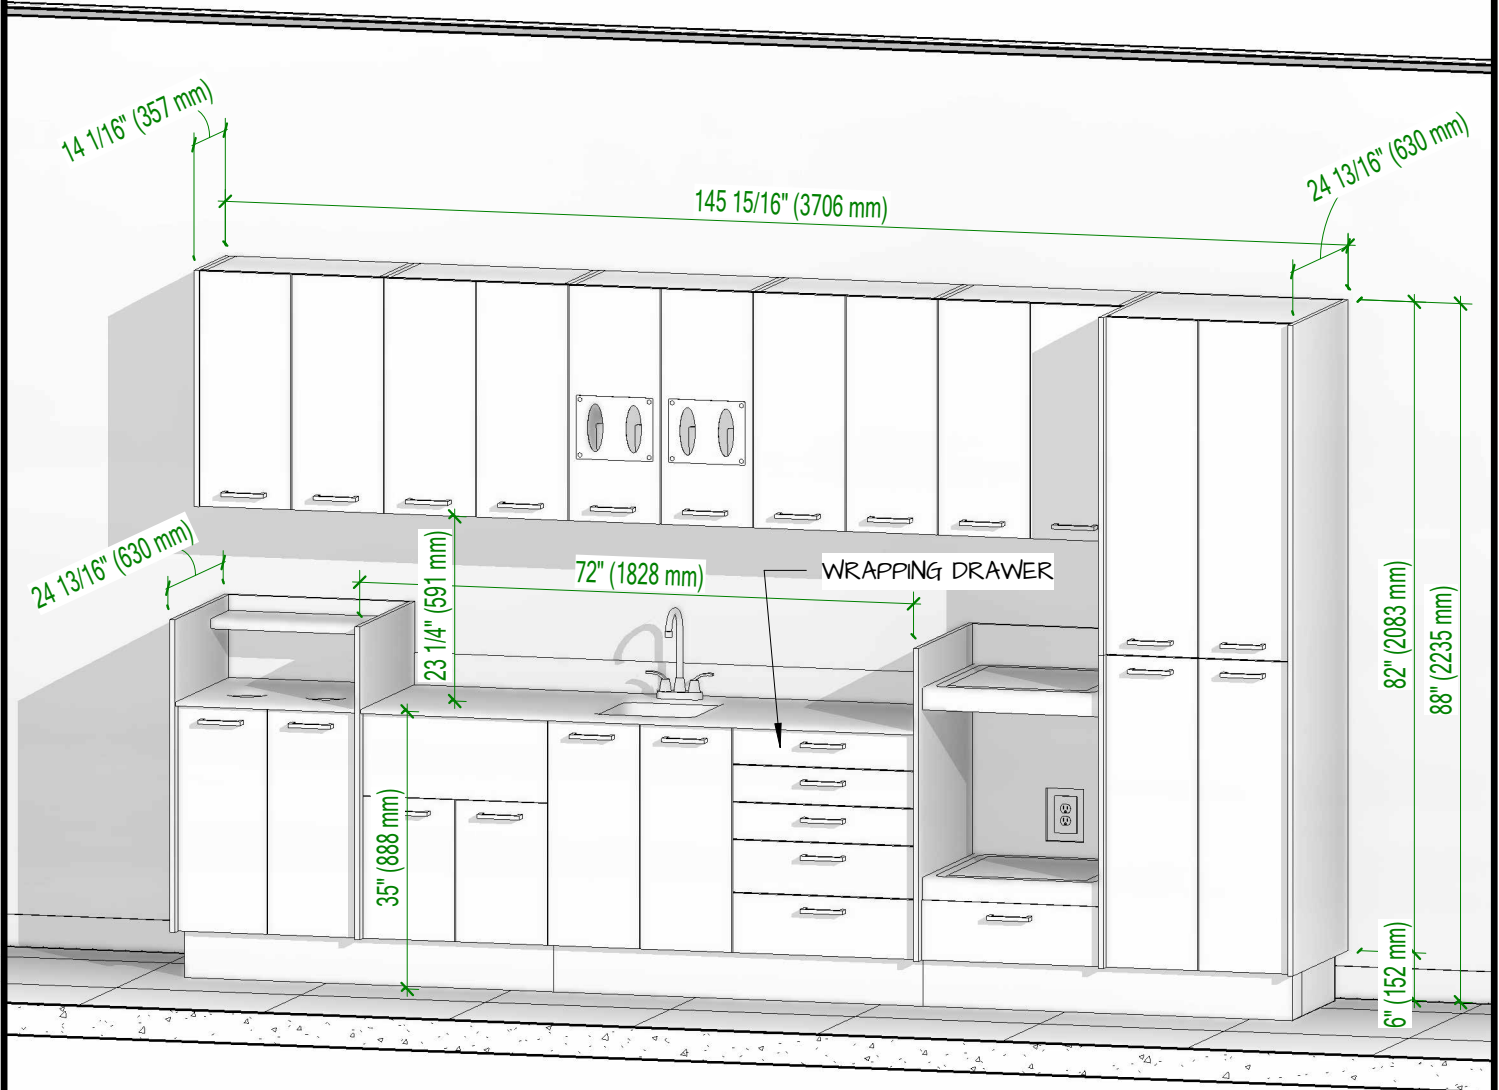 14 1/16" (357 mm)
145 15/16" (3706 mm)
24 13/16" (630 mm)
24 13/16" (630 mm)
23 1/4" (591 mm)
72" (1828 mm)
WRAPPING DRAWER
82" (2083 mm)
88" (2235 mm)
35" (888 mm)
6" (152 mm)